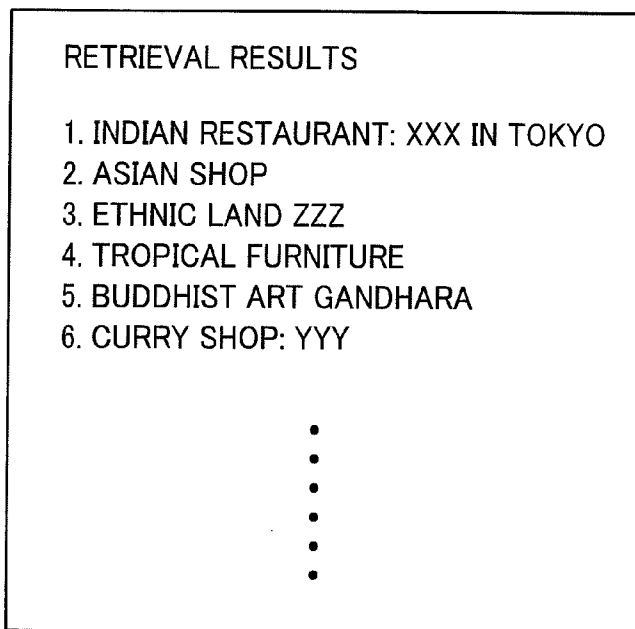 RETRIEVAL RESULTS
1. INDIAN RESTAURANT: XXX IN TOKYO
2. ASIAN SHOP
3. ETHNIC LAND ZZZ
4. TROPICAL FURNITURE
5. BUDDHIST ART GANDHARA
6. CURRY SHOP: YYY